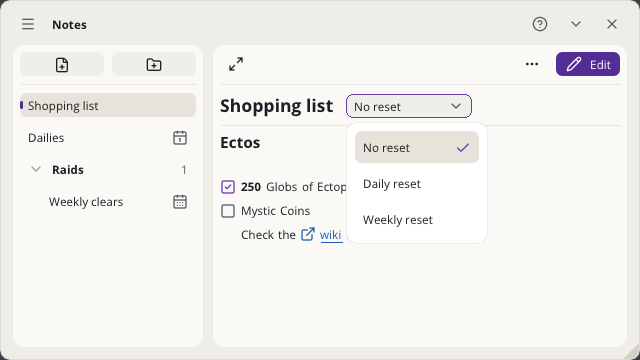 Notes
Edit
Shopping list
Dailies
Raids 1
Weekly clears
Shopping list No reset
No reset
Daily reset
Weekly reset
Ectos
250 Globs of Ectop
Mystic Coins
Check the wiki